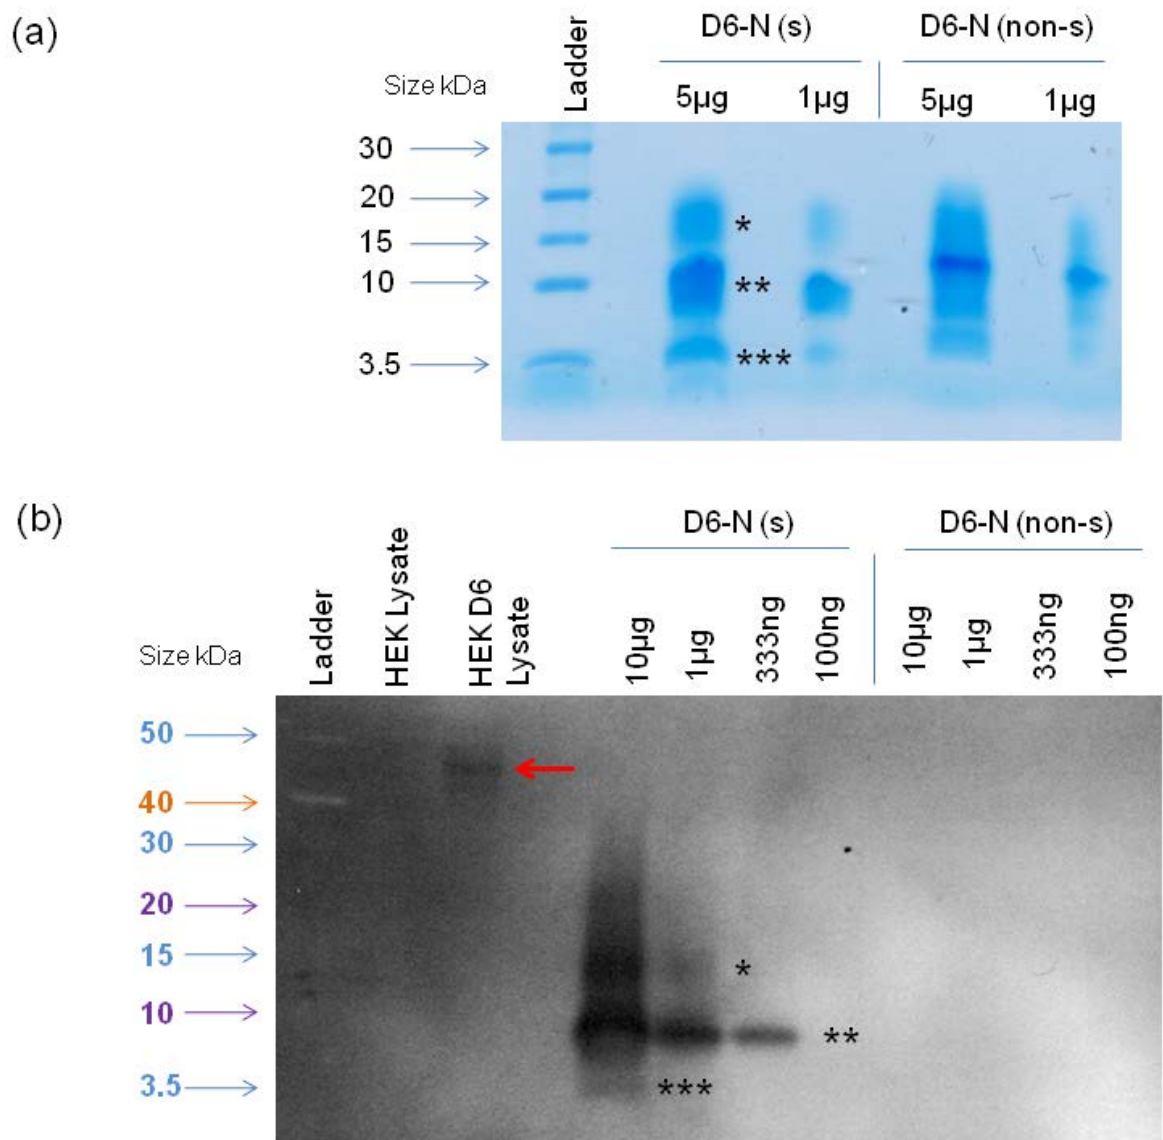 (a)
Size kDa
Ladder
D6-N (s)
D6-N (non-s)
5µg
1µg
5µg
1µg
30
20
15
10
3.5
*
**
***
(b)
Size kDa
Ladder
HEK Lysate
HEK D6
Lysate
D6-N (s)
D6-N (non-s)
10µg
1µg
333ng
100ng
10µg
1µg
333ng
100ng
50
40
30
20
15
10
3.5
*
**
***